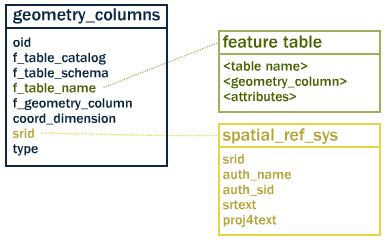 geometry_columns
oid
f_table_catalog
f_table_schema
f_table_name
f_geometry_column
coord_dimension
srid
type
feature table
<table name>
<geometry_column>
<attributes>
spatial_ref_sys
srid
auth_name
auth_sid
srtext
proj4text